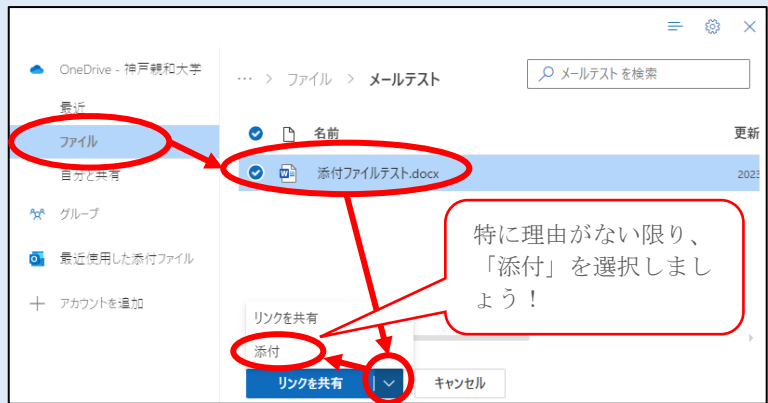 OneDrive - 神戸親和大学
最近
ファイル
自分と共有
グループ
最近使用した添付ファイル
アカウントを追加
… > ファイル > メールテスト
メールテスト を検索
名前
更新
添付ファイルテスト.docx
2023
特に理由がない限り、
「添付」を選択しまし
ょう！
リンクを共有
添付
リンクを共有
キャンセル